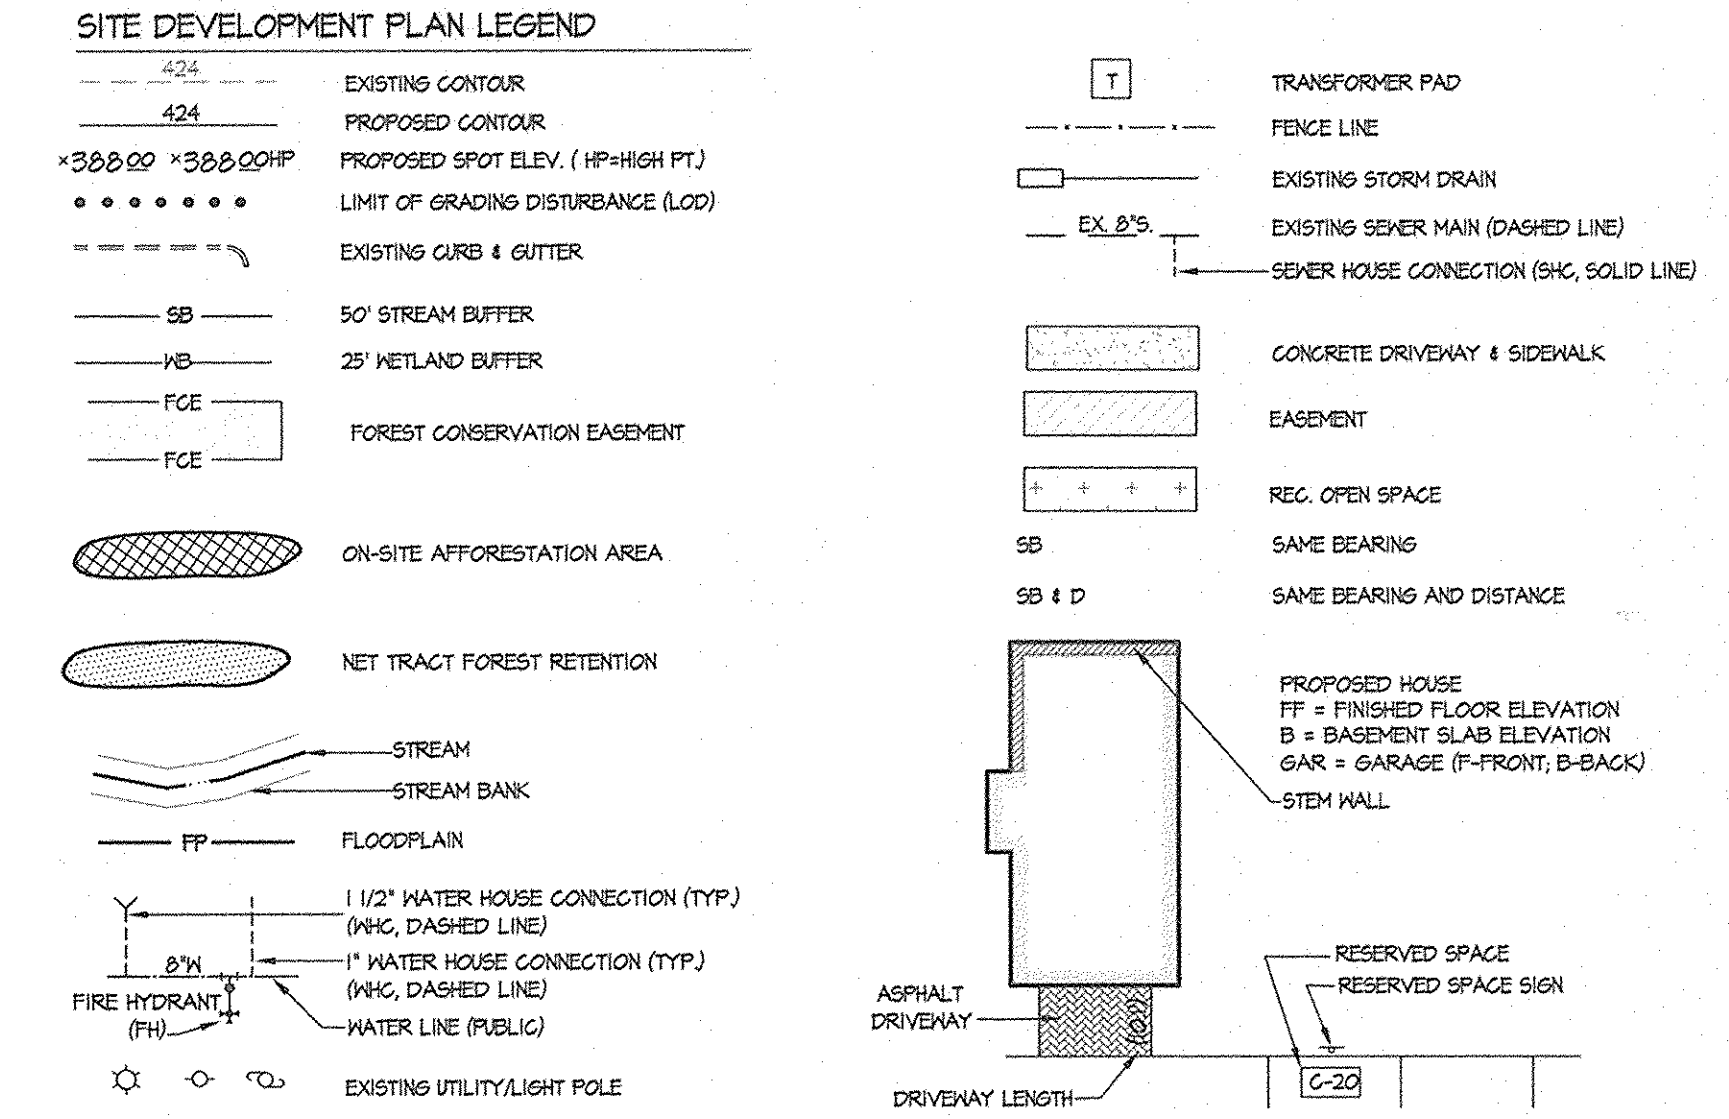 SITE DEVELOPMENT PLAN LEGEND
424
EXISTING CONTOUR
424
PROPOSED CONTOUR
×38800 ×38800HP
PROPOSED SPOT ELEV. ( HP=HIGH PT.)
LIMIT OF GRADING DISTURBANCE (LOD)
EXISTING CURB & GUTTER
SB
50' STREAM BUFFER
WB
25' WETLAND BUFFER
FCE
FOREST CONSERVATION EASEMENT
FCE
ON-SITE AFFORESTATION AREA
NET TRACT FOREST RETENTION
STREAM
STREAM BANK
FP
FLOODPLAIN
1 1/2" WATER HOUSE CONNECTION (TYP.)
(WHC, DASHED LINE)
8"W
1" WATER HOUSE CONNECTION (TYP.)
(WHC, DASHED LINE)
FIRE HYDRANT
(FH)
WATER LINE (PUBLIC)
EXISTING UTILITY/LIGHT POLE
T
TRANSFORMER PAD
FENCE LINE
EXISTING STORM DRAIN
EX. 8"S.
EXISTING SEWER MAIN (DASHED LINE)
SEWER HOUSE CONNECTION (SHC, SOLID LINE)
CONCRETE DRIVEWAY & SIDEWALK
EASEMENT
REC. OPEN SPACE
SB
SAME BEARING
SB & D
SAME BEARING AND DISTANCE
PROPOSED HOUSE
FF = FINISHED FLOOR ELEVATION
B = BASEMENT SLAB ELEVATION
GAR = GARAGE (F-FRONT; B-BACK)
STEM WALL
RESERVED SPACE
RESERVED SPACE SIGN
ASPHALT
DRIVEWAY
C-20
DRIVEWAY LENGTH